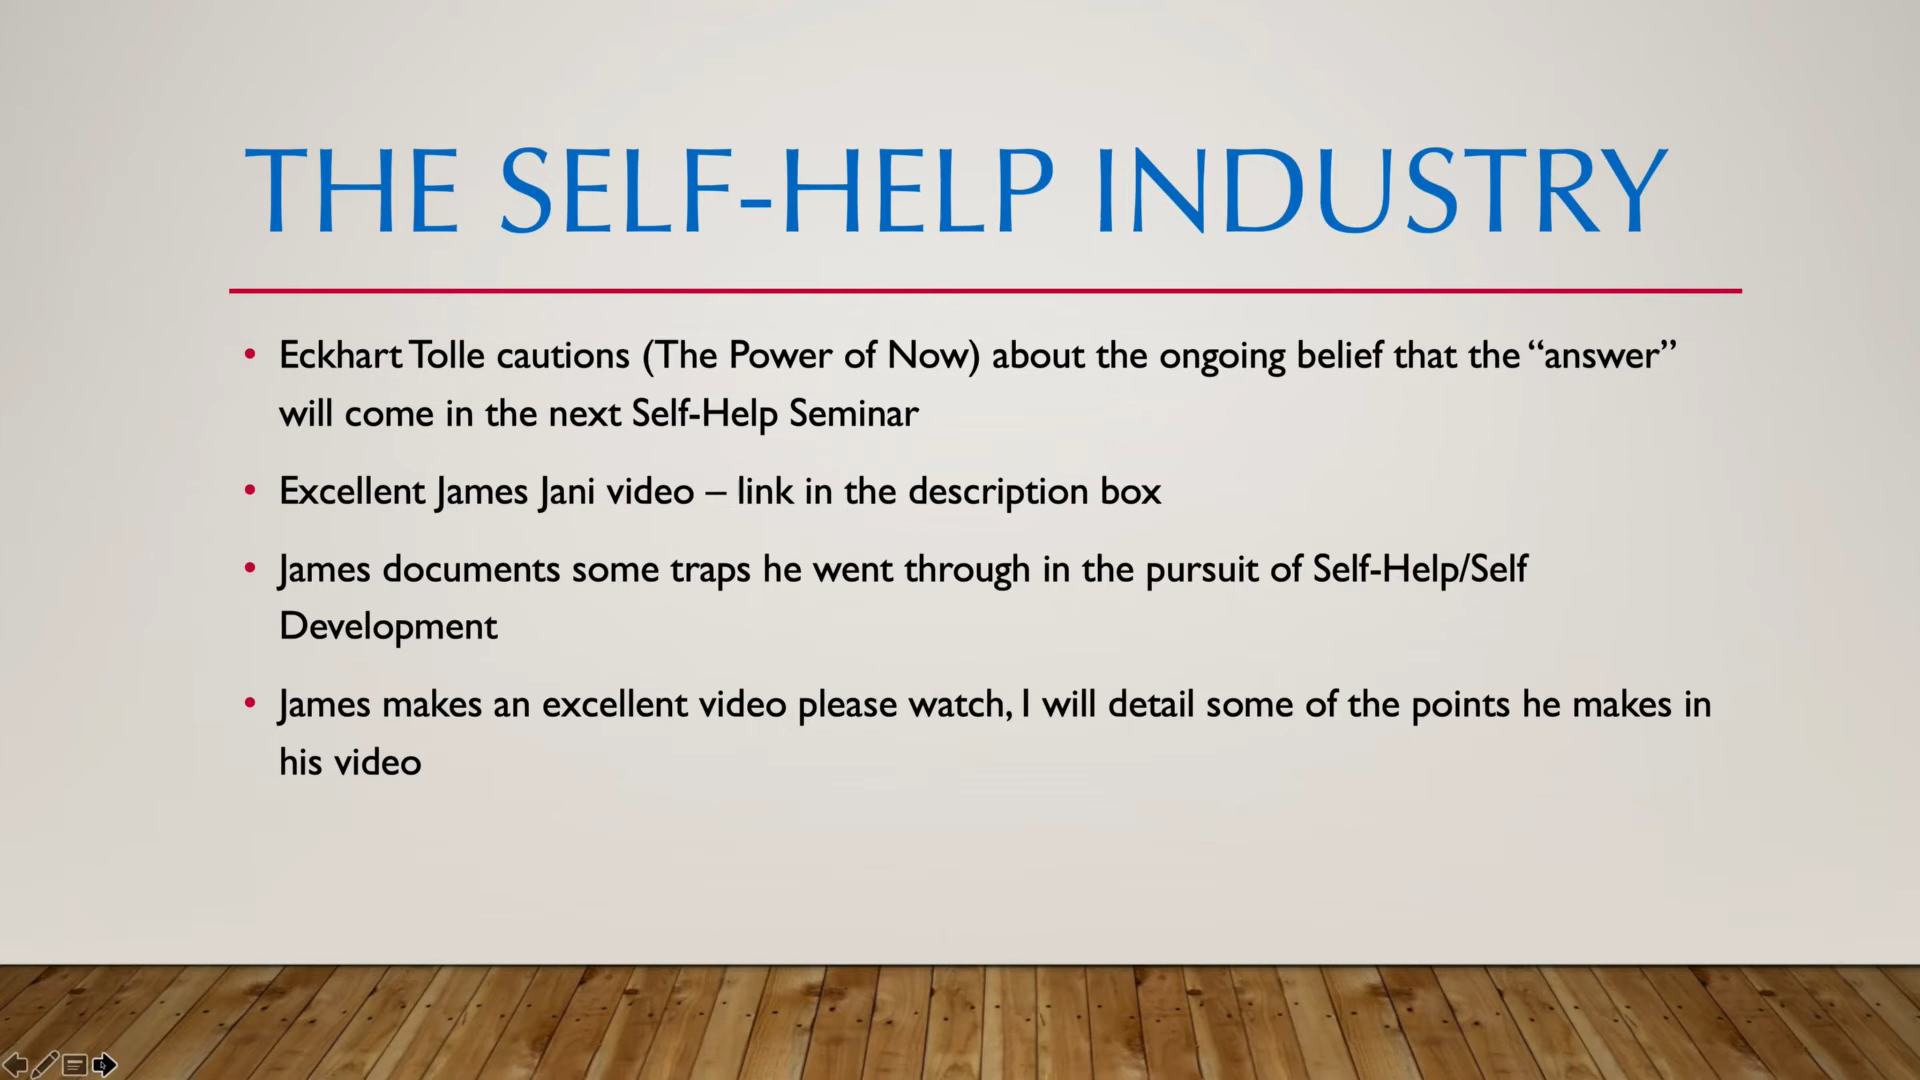 THE SELF-HELP INDUSTRY
• Eckhart Tolle cautions (The Power of Now) about the ongoing belief that the “answer”
will come in the next Self-Help Seminar
• Excellent James Jani video – link in the description box
• James documents some traps he went through in the pursuit of Self-Help/Self
Development
• James makes an excellent video please watch, I will detail some of the points he makes in
his video